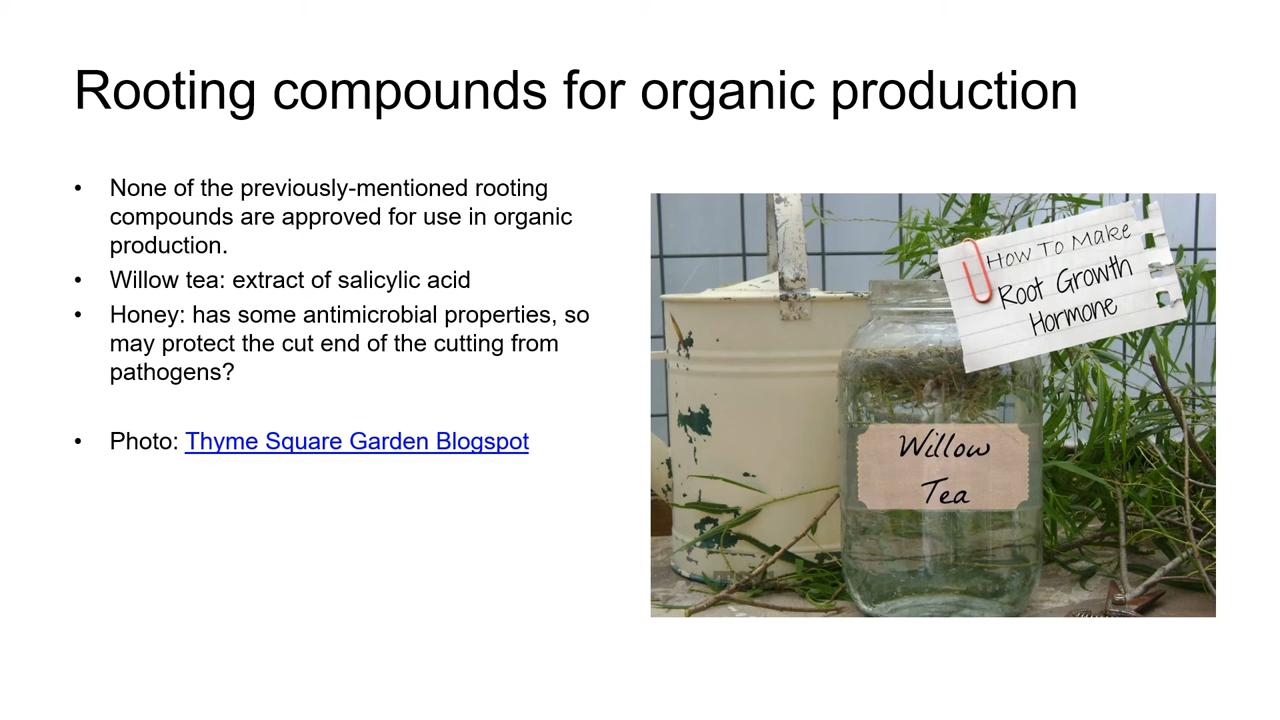 Rooting compounds for organic production
• None of the previously-mentioned rooting
compounds are approved for use in organic
production.
• Willow tea: extract of salicylic acid
• Honey: has some antimicrobial properties, so
may protect the cut end of the cutting from
pathogens?
• Photo: Thyme Square Garden Blogspot
How To Make
Root Growth
Hormone
Willow
Tea